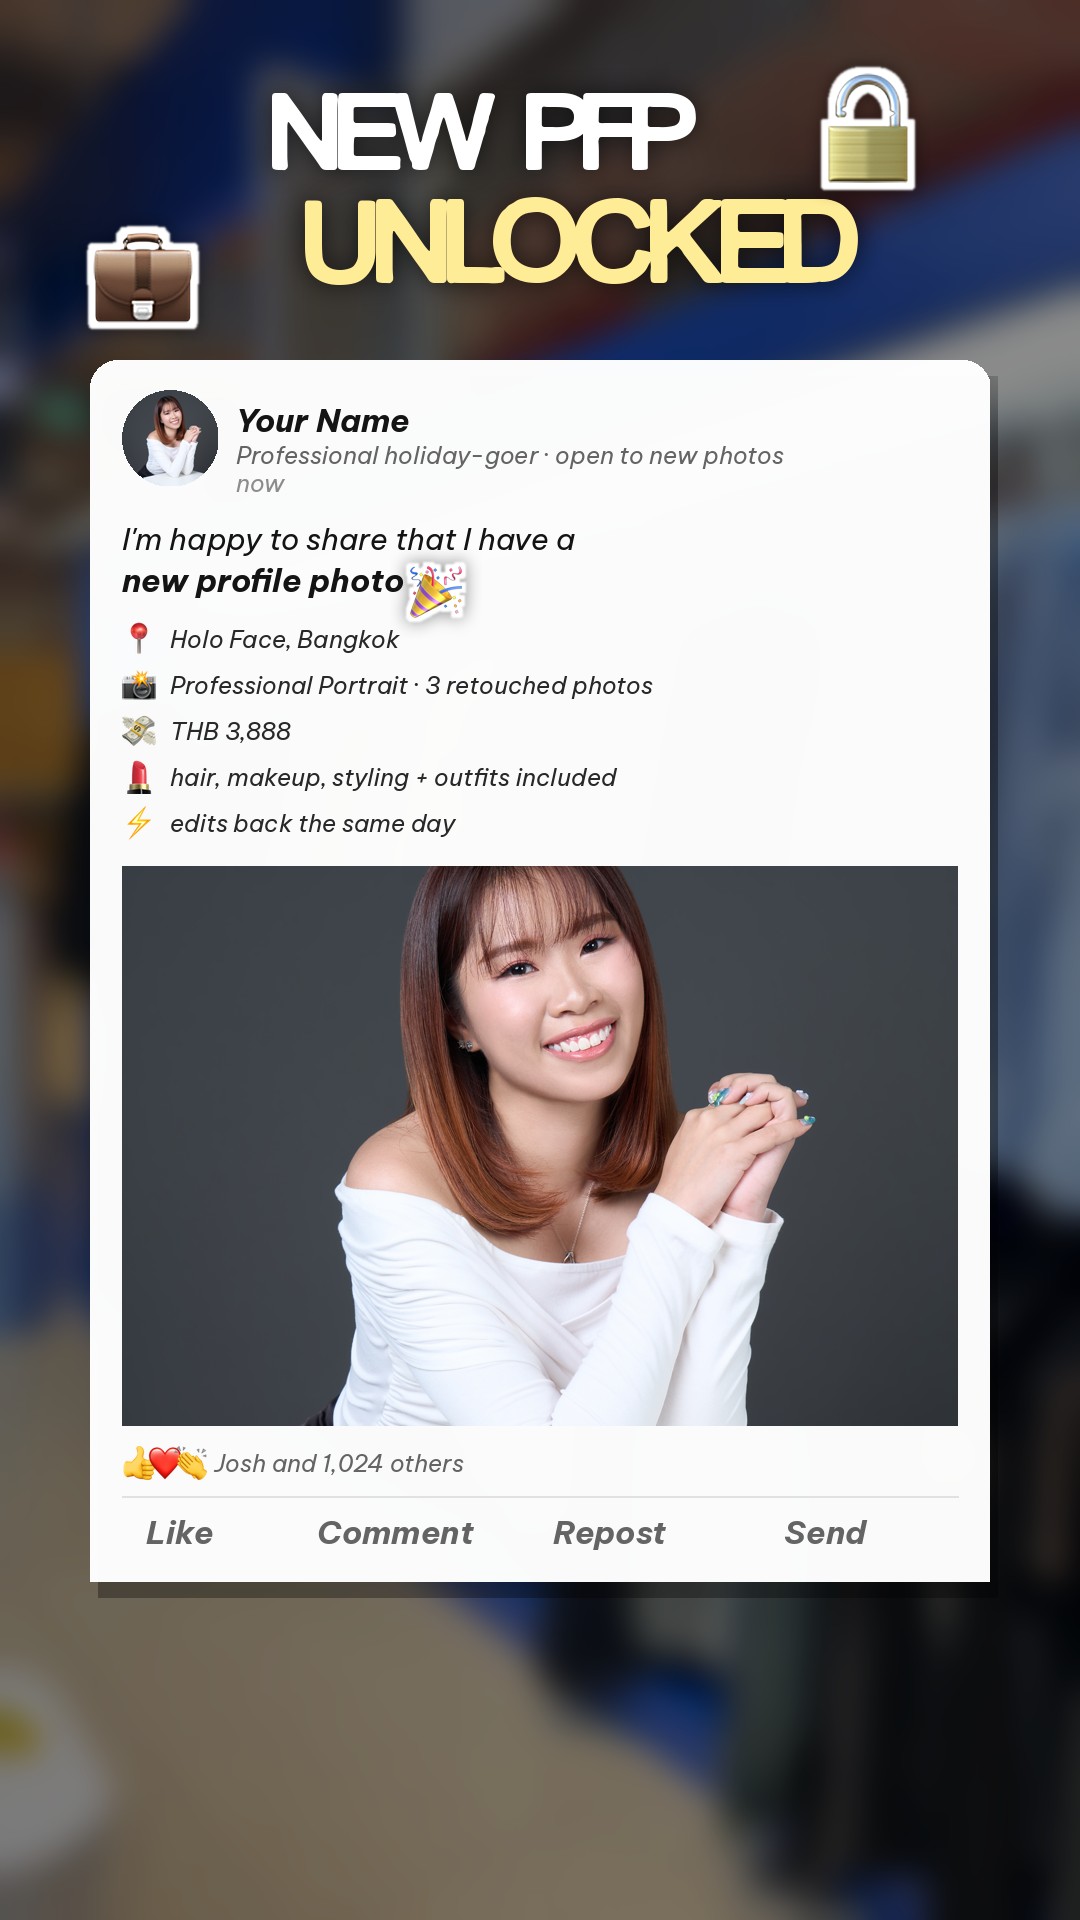 NEW PFP
UNLOCKED
Your Name
Professional holiday-goer · open to new photos
now
I'm happy to share that I have a
new profile photo
Holo Face, Bangkok
Professional Portrait · 3 retouched photos
THB 3,888
hair, makeup, styling + outfits included
edits back the same day
Josh and 1,024 others
Like Comment Repost Send